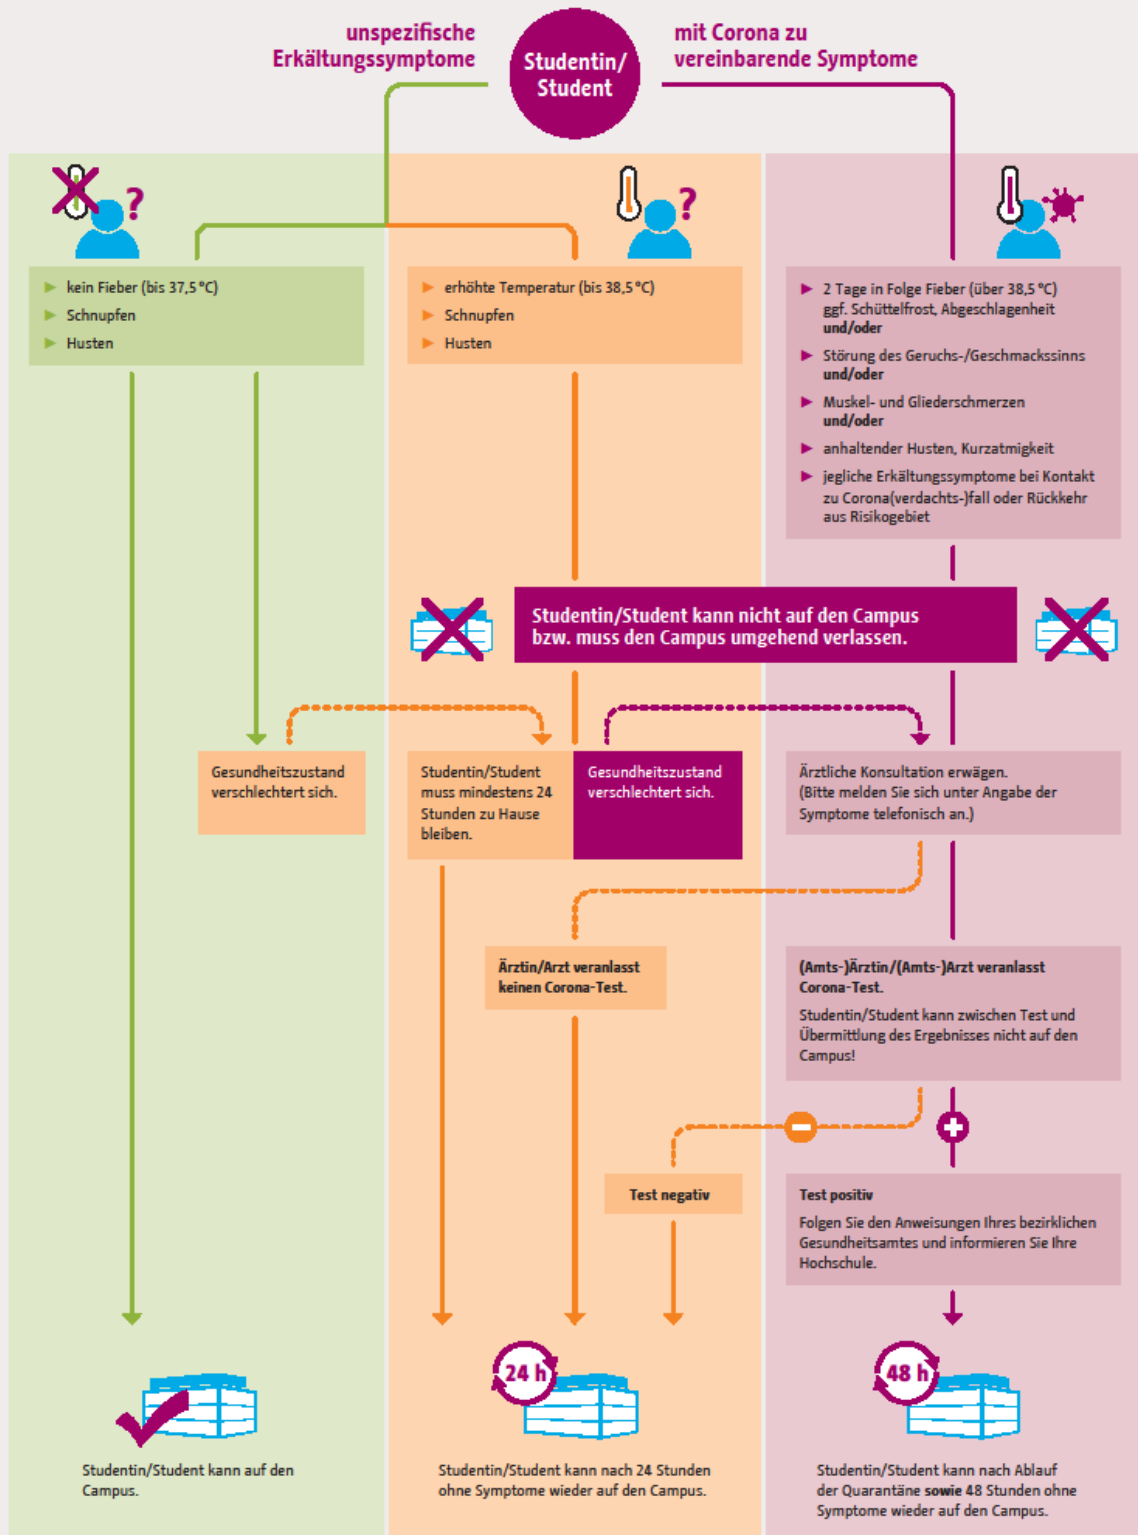 unspezifische
Erkältungssymptome
Studentin/
Student
mit Corona zu
vereinbarende Symptome
?
?
kein Fieber (bis 37,5 °C)
Schnupfen
Husten
erhöhte Temperatur (bis 38,5 °C)
Schnupfen
Husten
2 Tage in Folge Fieber (über 38,5 °C)
ggf. Schüttelfrost, Abgeschlagenheit
und/oder
Störung des Geruchs-/Geschmackssinns
und/oder
Muskel- und Gliederschmerzen
und/oder
anhaltender Husten, Kurzatmigkeit
jegliche Erkältungssymptome bei Kontakt
zu Corona(verdachts-)fall oder Rückkehr
aus Risikogebiet
Studentin/Student kann nicht auf den Campus
bzw. muss den Campus umgehend verlassen.
Gesundheitszustand
verschlechtert sich.
Studentin/Student
muss mindestens 24
Stunden zu Hause
bleiben.
Gesundheitszustand
verschlechtert sich.
Ärztliche Konsultation erwägen.
(Bitte melden Sie sich unter Angabe der
Symptome telefonisch an.)
Ärztin/Arzt veranlasst
keinen Corona-Test.
(Amts-)Ärztin/(Amts-)Arzt veranlasst
Corona-Test.
Studentin/Student kann zwischen Test und
Übermittlung des Ergebnisses nicht auf den
Campus!
Test negativ
Test positiv
Folgen Sie den Anweisungen Ihres bezirklichen
Gesundheitsamtes und informieren Sie Ihre
Hochschule.
24 h
48 h
Studentin/Student kann auf den
Campus.
Studentin/Student kann nach 24 Stunden
ohne Symptome wieder auf den Campus.
Studentin/Student kann nach Ablauf
der Quarantäne sowie 48 Stunden ohne
Symptome wieder auf den Campus.